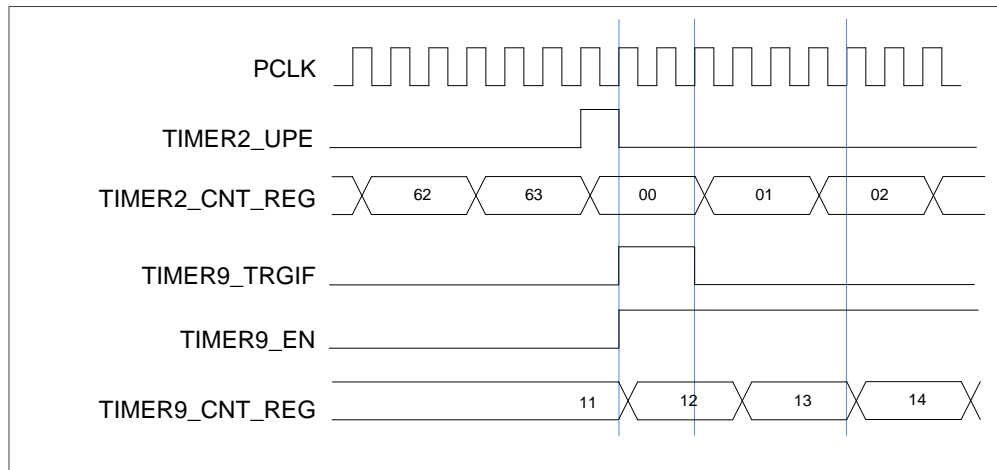 PCLK
TIMER2_UPE
TIMER2_CNT_REG 62 63 00 01 02
TIMER9_TRGIF
TIMER9_EN
TIMER9_CNT_REG 11 12 13 14